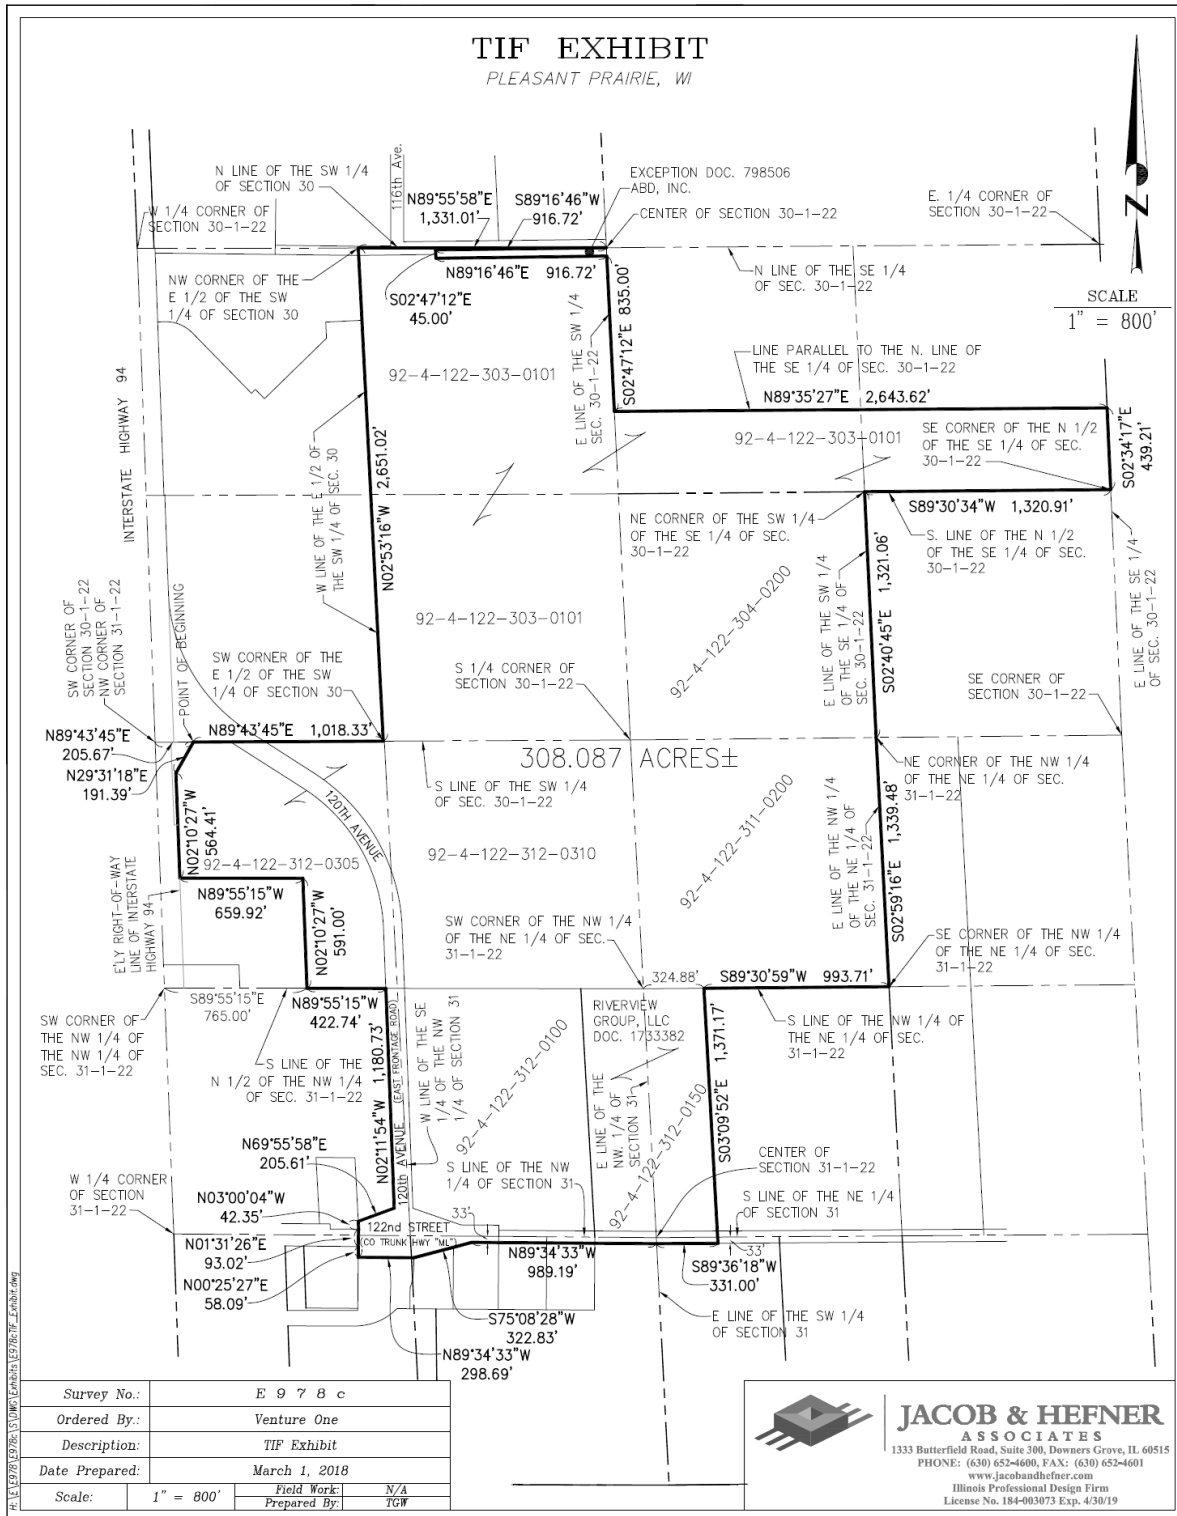 TIF EXHIBIT
PLEASANT PRAIRIE, WI
116th Ave.
N LINE OF THE SW 1/4
OF SECTION 30
N89°55'58"E
1,331.01'
S89°16'46"W
916.72'
EXCEPTION DOC. 798506
ABD, INC.
CENTER OF SECTION 30-1-22
E. 1/4 CORNER OF
SECTION 30-1-22
W 1/4 CORNER OF
SECTION 30-1-22
Z
NW CORNER OF THE
E 1/2 OF THE SW
1/4 OF SECTION 30
N89°16'46"E 916.72'
S02°47'12"E
45.00'
N LINE OF THE SE 1/4
OF SEC. 30-1-22
SCALE
1" = 800'
E LINE OF THE SW 1/4
SEC. 30-1-22
S02°47'12"E 835.00'
LINE PARALLEL TO THE N. LINE OF
THE SE 1/4 OF SEC. 30-1-22
N89°35'27"E 2,643.62'
92-4-122-303-0101
92-4-122-303-0101
SE CORNER OF THE N 1/2
OF THE SE 1/4 OF SEC.
30-1-22
S02°34'17"E
439.21'
INTERSTATE HIGHWAY 94
W LINE OF THE E 1/2 OF
THE SW 1/4 OF SEC. 30
N02°53'16"W 2,651.02'
S89°30'34"W 1,320.91'
NE CORNER OF THE SW 1/4
OF THE SE 1/4 OF SEC.
30-1-22
S. LINE OF THE N 1/2
OF THE SE 1/4 OF SEC.
30-1-22
E LINE OF THE SW 1/4
OF THE SE 1/4 OF
SEC. 30-1-22
S02°40'45"E 1,321.06'
E LINE OF THE SE 1/4
OF SEC. 30-1-22
SW CORNER OF
SECTION 30-1-22
NW CORNER OF
SECTION 31-1-22
POINT OF BEGINNING
92-4-122-303-0101
92-4-122-304-0200
SW CORNER OF THE
E 1/2 OF THE SW
1/4 OF SECTION 30
S 1/4 CORNER OF
SECTION 30-1-22
SE CORNER OF
SECTION 30-1-22
N89°43'45"E
205.67'
N89°43'45"E 1,018.33'
N29°31'18"E
191.39'
308.087 ACRES±
S LINE OF THE SW 1/4
OF SEC. 30-1-22
NE CORNER OF THE NW 1/4
OF THE NE 1/4 OF SEC.
31-1-22
120TH AVENUE
N02°10'27"W
564.41'
92-4-122-312-0305
92-4-122-312-0310
92-4-122-311-0200
E LINE OF THE NW 1/4
OF THE NE 1/4 OF
SEC. 31-1-22
S02°59'16"E 1,339.48'
N89°55'15"W
659.92'
E'LY RIGHT-OF-WAY
LINE OF INTERSTATE
HIGHWAY 94
N02°10'27"W
591.00'
SW CORNER OF THE NW 1/4
OF THE NE 1/4 OF SEC.
31-1-22
SE CORNER OF THE NW 1/4
OF THE NE 1/4 OF SEC.
31-1-22
324.88'
S89°30'59"W 993.71'
S89°55'15"E
765.00'
N89°55'15"W
422.74'
SW CORNER OF
THE NW 1/4 OF
THE NW 1/4 OF
SEC. 31-1-22
S LINE OF THE
N 1/2 OF THE NW 1/4
OF SEC. 31-1-22
N02°11'54"W 1,180.73'
120th AVENUE (EAST FRONTAGE ROAD)
W LINE OF THE SE
1/4 OF THE NW
1/4 OF SECTION 31
92-4-122-312-0100
RIVERVIEW
GROUP, LLC
DOC. 1733382
E LINE OF THE
NW. 1/4 OF
SECTION 31
92-4-122-312-0150
S03°09'52"E 1,371.17'
S LINE OF THE NW 1/4 OF
THE NE 1/4 OF SEC.
31-1-22
N69°55'58"E
205.61'
CENTER OF
SECTION 31-1-22
W 1/4 CORNER
OF SECTION
31-1-22
N03°00'04"W
42.35'
S LINE OF THE NW
1/4 OF SECTION 31
S LINE OF THE NE 1/4
OF SECTION 31
33'
122nd STREET
(CO TRUNK HWY "ML")
N01°31'26"E
93.02'
N89°34'33"W
989.19'
33'
S89°36'18"W
331.00'
N00°25'27"E
58.09'
S75°08'28"W
322.83'
E LINE OF THE SW 1/4
OF SECTION 31
N89°34'33"W
298.69'
Survey No.: E 9 7 8 c
Ordered By.: Venture One
Description: TIF Exhibit
Date Prepared: March 1, 2018
Scale: 1" = 800' Field Work: N/A
Prepared By: TGW
JACOB & HEFNER
ASSOCIATES
1333 Butterfield Road, Suite 300, Downers Grove, IL 60515
PHONE: (630) 652-4600, FAX: (630) 652-4601
www.jacobandhefner.com
Illinois Professional Design Firm
License No. 184-003073 Exp. 4/30/19